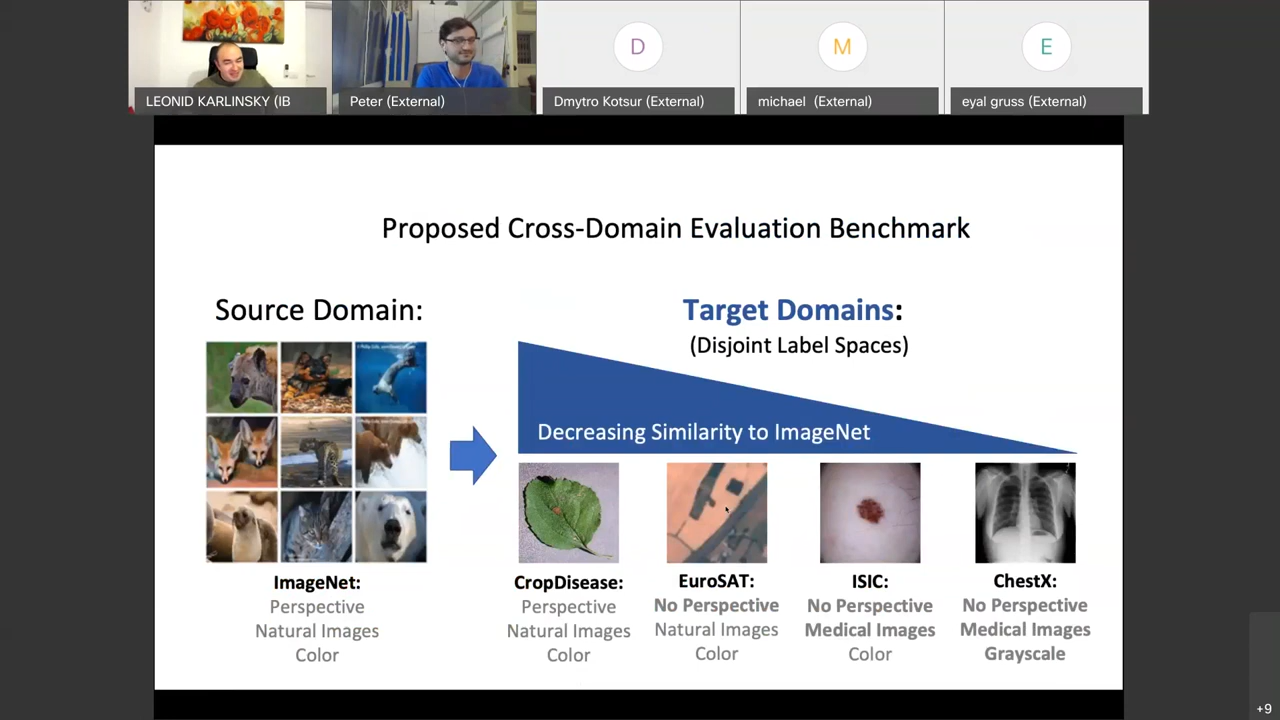 D
M
E
LEONID KARLINSKY (IB
Peter (External)
Dmytro Kotsur (External)
michael (External)
eyal gruss (External)
Proposed Cross-Domain Evaluation Benchmark
Source Domain:
Target Domains:
(Disjoint Label Spaces)
Decreasing Similarity to ImageNet
ImageNet:
Perspective
Natural Images
Color
CropDisease:
Perspective
Natural Images
Color
EuroSAT:
No Perspective
Natural Images
Color
ISIC:
No Perspective
Medical Images
Color
ChestX:
No Perspective
Medical Images
Grayscale
+9